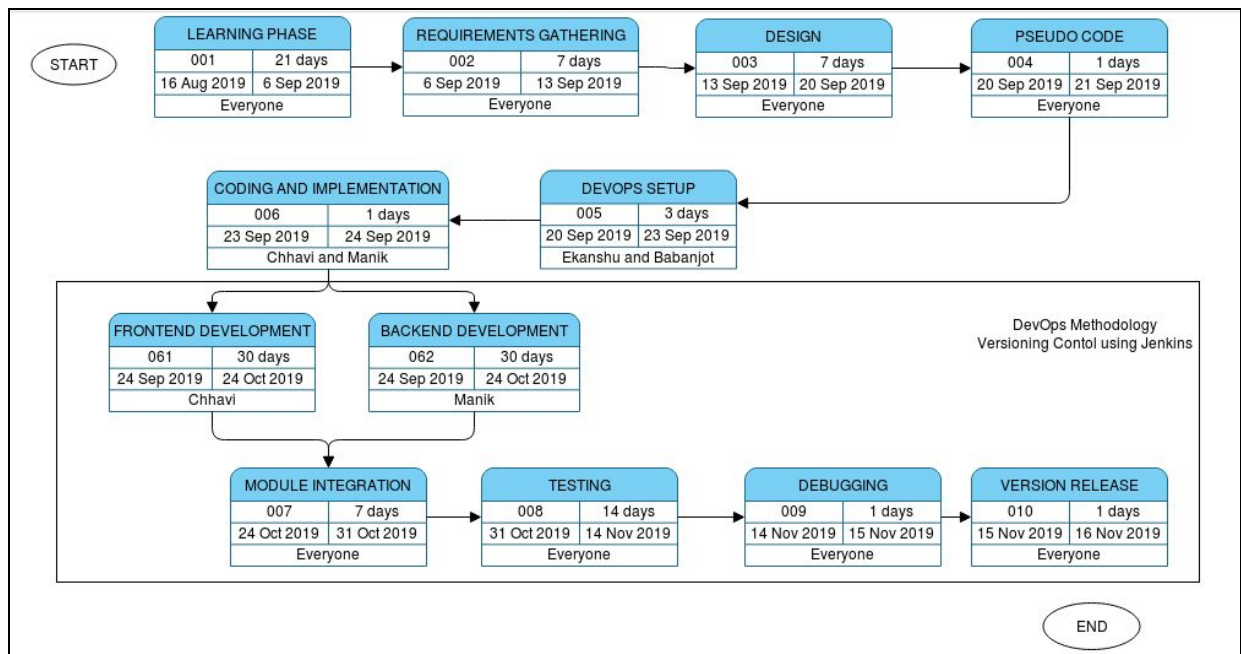 START
LEARNING PHASE
001 21 days
16 Aug 2019 6 Sep 2019
Everyone
REQUIREMENTS GATHERING
002 7 days
6 Sep 2019 13 Sep 2019
Everyone
DESIGN
003 7 days
13 Sep 2019 20 Sep 2019
Everyone
PSEUDO CODE
004 1 days
20 Sep 2019 21 Sep 2019
Everyone
DEVOPS SETUP
005 3 days
20 Sep 2019 23 Sep 2019
Ekanshu and Babanjot
CODING AND IMPLEMENTATION
006 1 days
23 Sep 2019 24 Sep 2019
Chhavi and Manik
DevOps Methodology
Versioning Contol using Jenkins
FRONTEND DEVELOPMENT
061 30 days
24 Sep 2019 24 Oct 2019
Chhavi
BACKEND DEVELOPMENT
062 30 days
24 Sep 2019 24 Oct 2019
Manik
MODULE INTEGRATION
007 7 days
24 Oct 2019 31 Oct 2019
Everyone
TESTING
008 14 days
31 Oct 2019 14 Nov 2019
Everyone
DEBUGGING
009 1 days
14 Nov 2019 15 Nov 2019
Everyone
VERSION RELEASE
010 1 days
15 Nov 2019 16 Nov 2019
Everyone
END